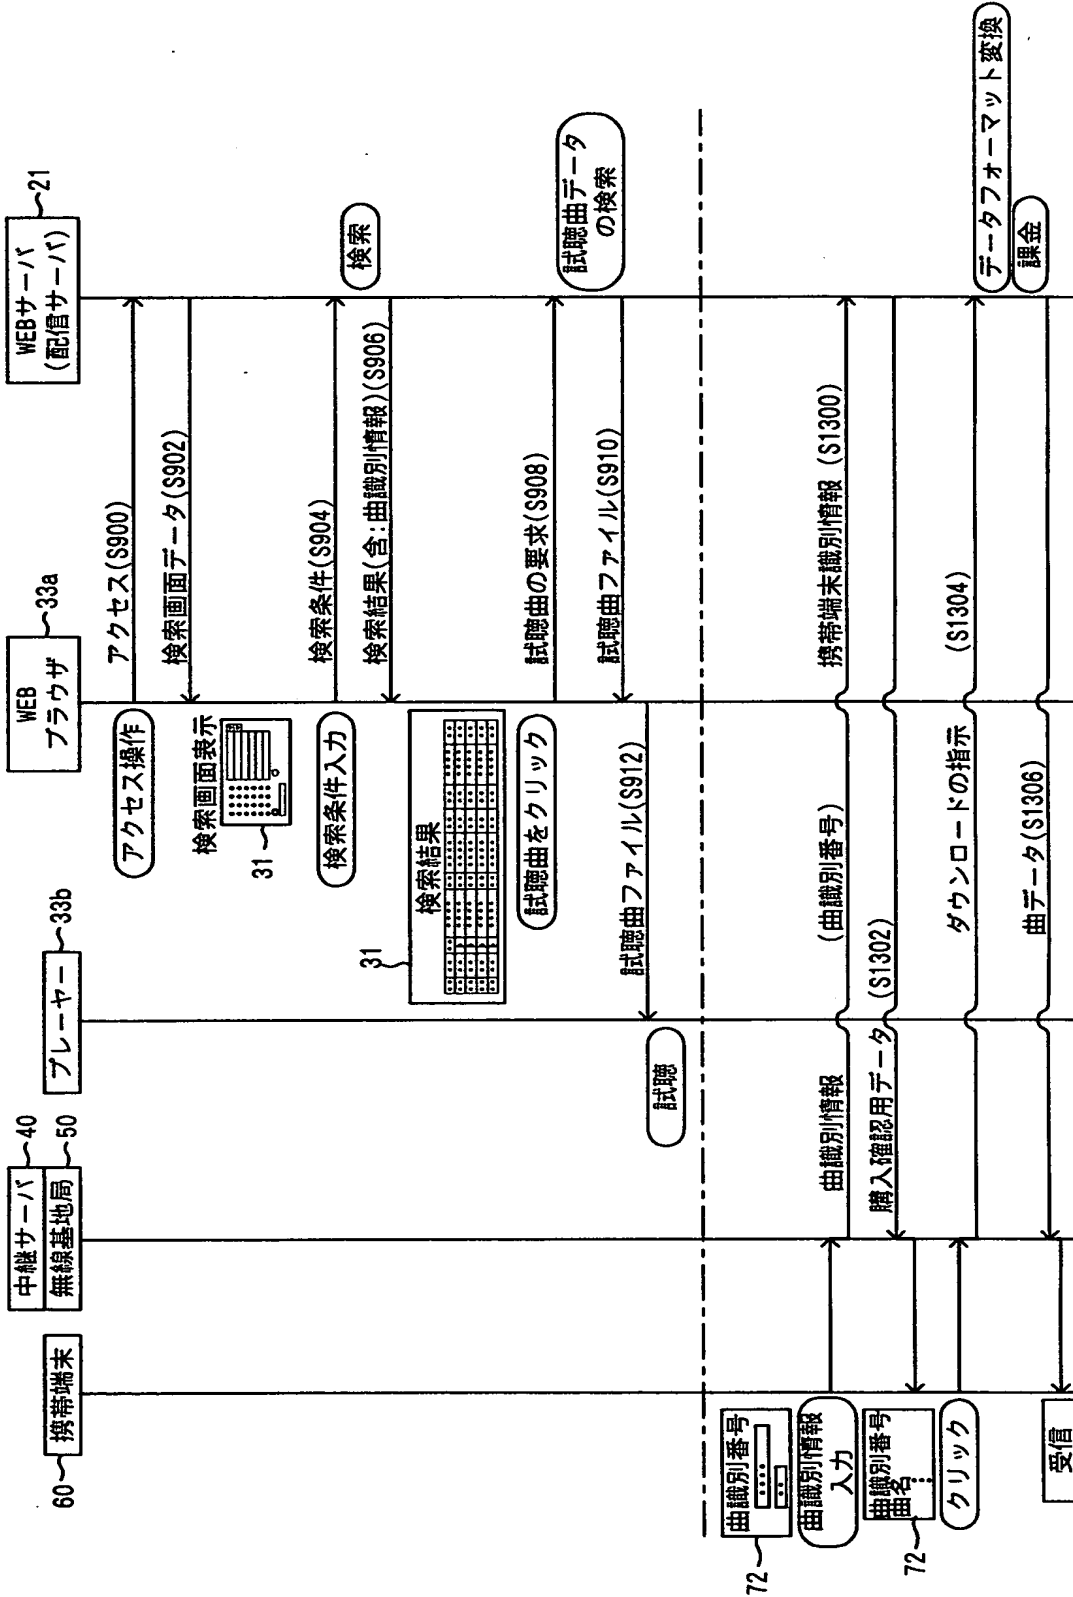 60
携帯端末
中継サーバ
40
無線基地局
50
プレーヤー
33b
WEB
ブラウザ
33a
WEBサーバ
(配信サーバ)
21
アクセス操作
アクセス(S900)
検索画面データ(S902)
検索画面表示
31
検索条件入力
検索条件(S904)
検索
検索結果(含:曲識別情報)(S906)
検索結果
31
試聴曲をクリック
試聴曲の要求(S908)
試聴曲データ
の検索
試聴曲ファイル(S910)
試聴曲ファイル(S912)
試聴
曲識別番号
72
曲識別情報
入力
曲識別情報
(曲識別番号)
携帯端末識別情報(S1300)
購入確認用データ
(S1302)
曲識別番号
曲名
72
クリック
ダウンロードの指示
(S1304)
データフォーマット変換
課金
曲データ(S1306)
受信